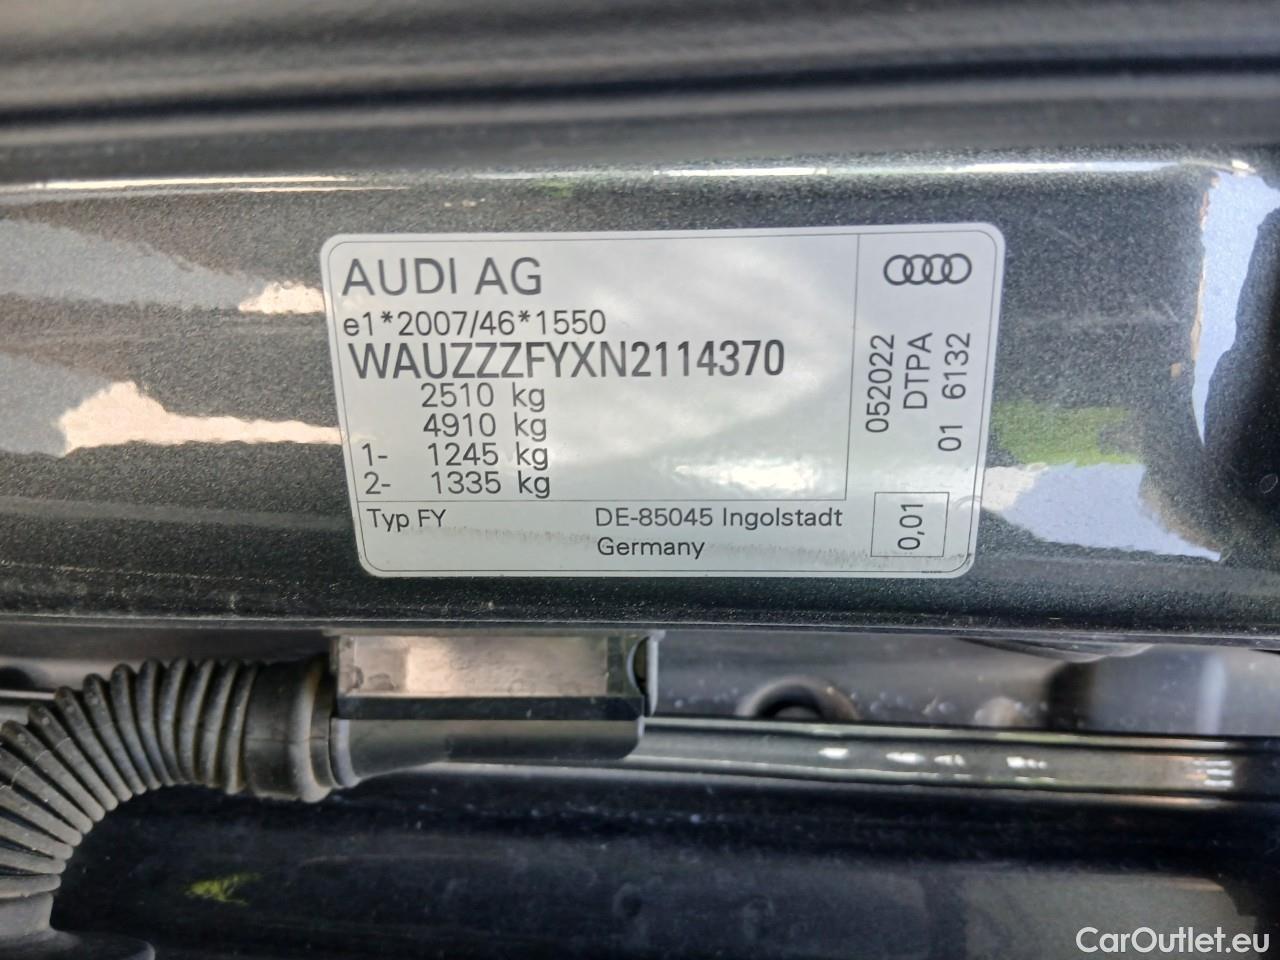 AUDI AG
e1*2007/46*1550
WAUZZZFYXN2114370
2510 kg
4910 kg
1- 1245 kg
2- 1335 kg
Typ FY
DE-85045 Ingolstadt
Germany
052022
DTPA
01 6132
0,01
CarOutlet.eu